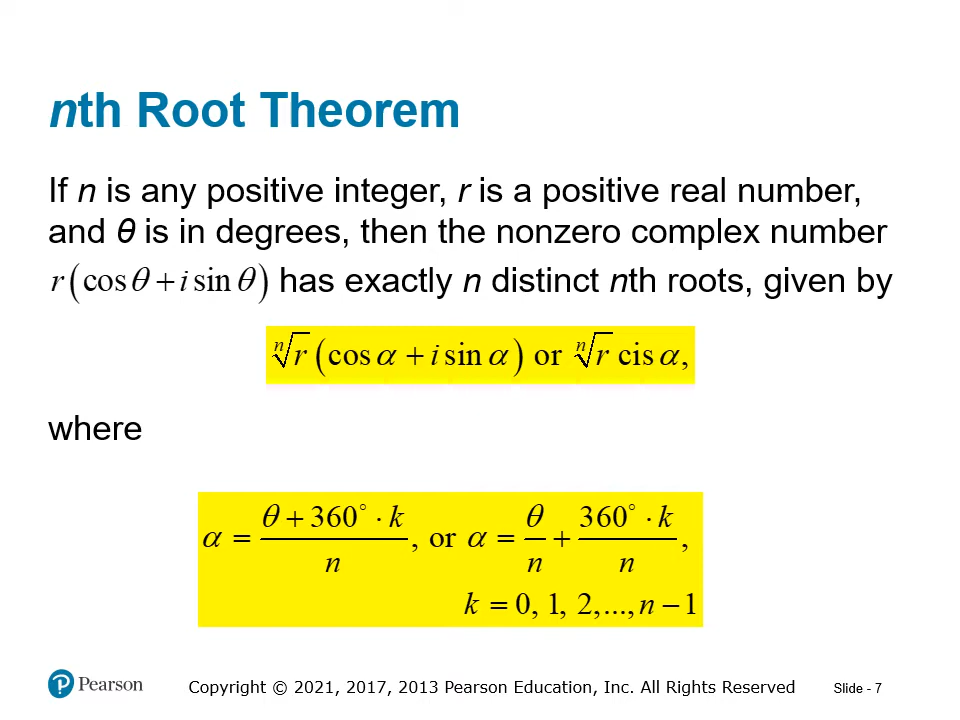 nth Root Theorem
If n is any positive integer, r is a positive real number,
and θ is in degrees, then the nonzero complex number
r(cos θ + i sin θ) has exactly n distinct nth roots, given by
ⁿ√r (cos α + i sin α) or ⁿ√r cis α,
where
α = (θ + 360° · k)/n, or α = θ/n + (360° · k)/n,
k = 0, 1, 2,..., n − 1
Pearson
Copyright © 2021, 2017, 2013 Pearson Education, Inc. All Rights Reserved
Slide - 7